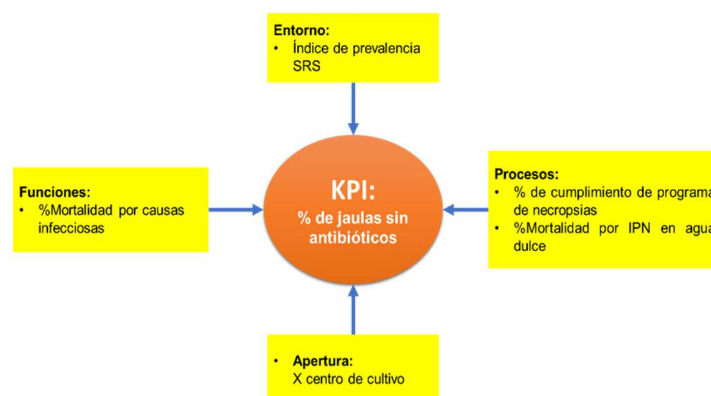 Entorno:
• Índice de prevalencia
SRS
Funciones:
• %Mortalidad por causas
infecciosas
KPI:
% de jaulas sin
antibióticos
Procesos:
• % de cumplimiento de programa
de necropsias
• %Mortalidad por IPN en agua
dulce
• Apertura:
X centro de cultivo